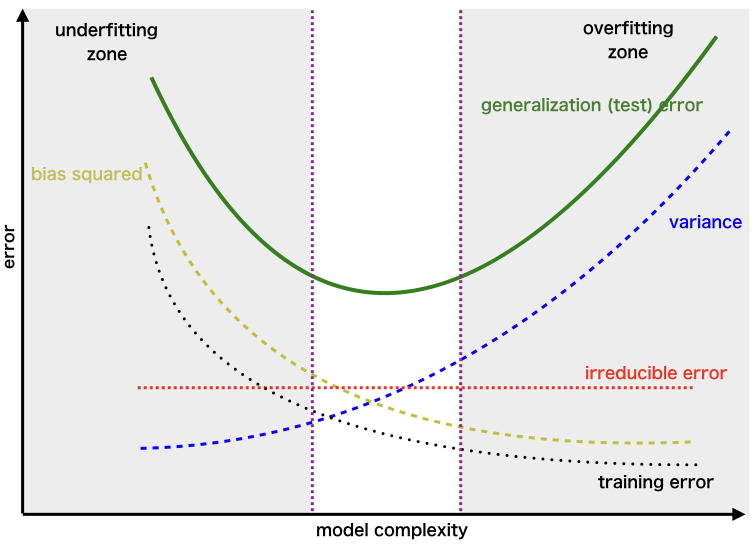 underfitting
zone
overfitting
zone
generalization (test) error
bias squared
variance
error
irreducible error
training error
model complexity